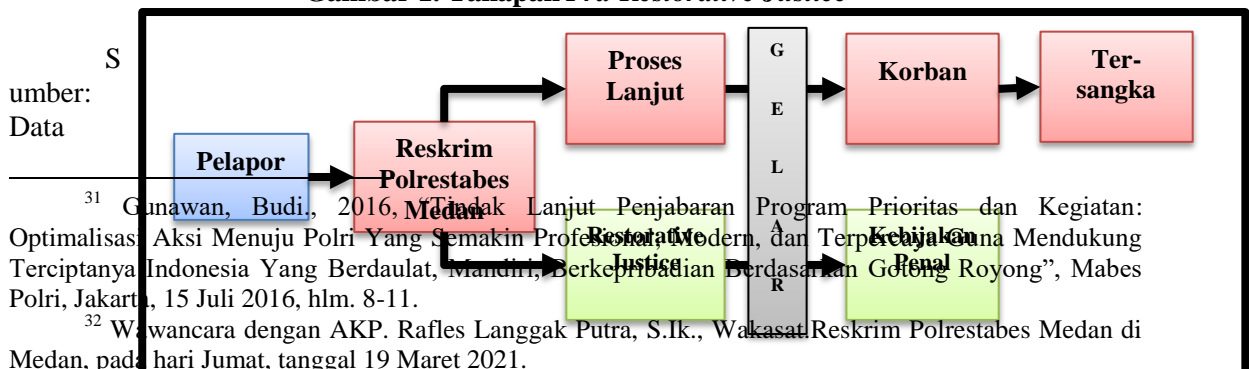 Gambar 1. Tahapan Pra Restorative Justice
S
umber:
Data
Pelapor
Reskrim
Polrestabes
Medan
Proses
Lanjut
Restorative
Justice
G
E
L
A
R
Korban
Ter-
sangka
Kebijakan
Penal
31 Gunawan, Budi., 2016, “Tindak Lanjut Penjabaran Program Prioritas dan Kegiatan:
Optimalisasi Aksi Menuju Polri Yang Semakin Profesional, Modern, dan Terpercaya Guna Mendukung
Terciptanya Indonesia Yang Berdaulat, Mandiri, Berkepribadian Berdasarkan Gotong Royong”, Mabes
Polri, Jakarta, 15 Juli 2016, hlm. 8-11.
32 Wawancara dengan AKP. Rafles Langgak Putra, S.Ik., Wakasat.Reskrim Polrestabes Medan di
Medan, pada hari Jumat, tanggal 19 Maret 2021.